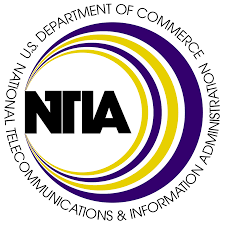 U.S. DEPARTMENT OF COMMERCE
NATIONAL TELECOMMUNICATIONS & INFORMATION ADMINISTRATION
NTIA